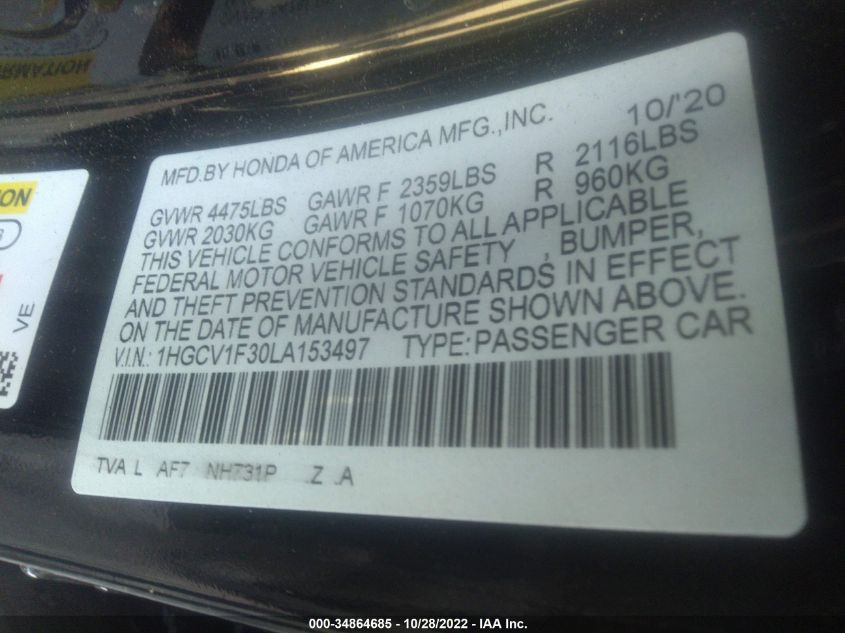 MFD.BY HONDA OF AMERICA MFG.,INC. 10/'20
GVWR 4475LBS GAWR F 2359LBS R 2116LBS
GVWR 2030KG GAWR F 1070KG R 960KG
THIS VEHICLE CONFORMS TO ALL APPLICABLE
FEDERAL MOTOR VEHICLE SAFETY , BUMPER,
AND THEFT PREVENTION STANDARDS IN EFFECT
ON THE DATE OF MANUFACTURE SHOWN ABOVE.
V.I.N.: 1HGCV1F30LA153497 TYPE:PASSENGER CAR
TVA L AF7 NH731P Z .A
VE
000-34864685 - 10/28/2022 - IAA Inc.